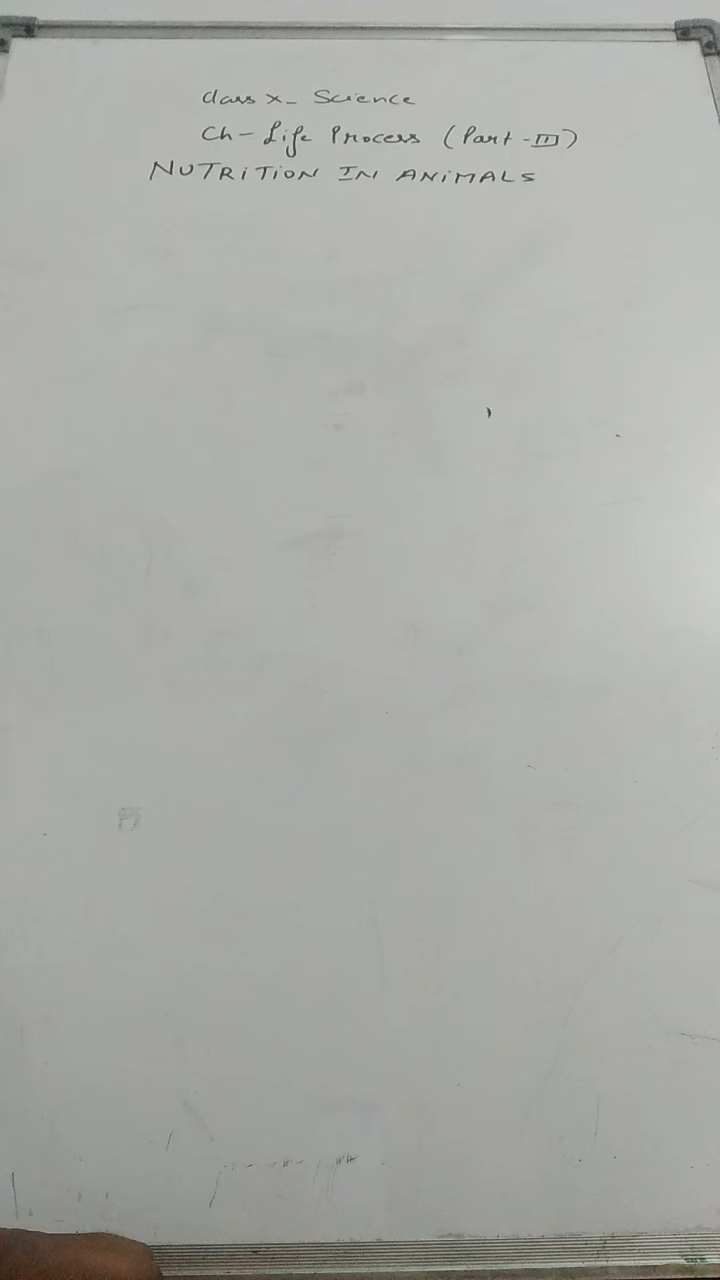 class X- Science
Ch- Life Process (Part-III)
NUTRITION IN ANIMALS